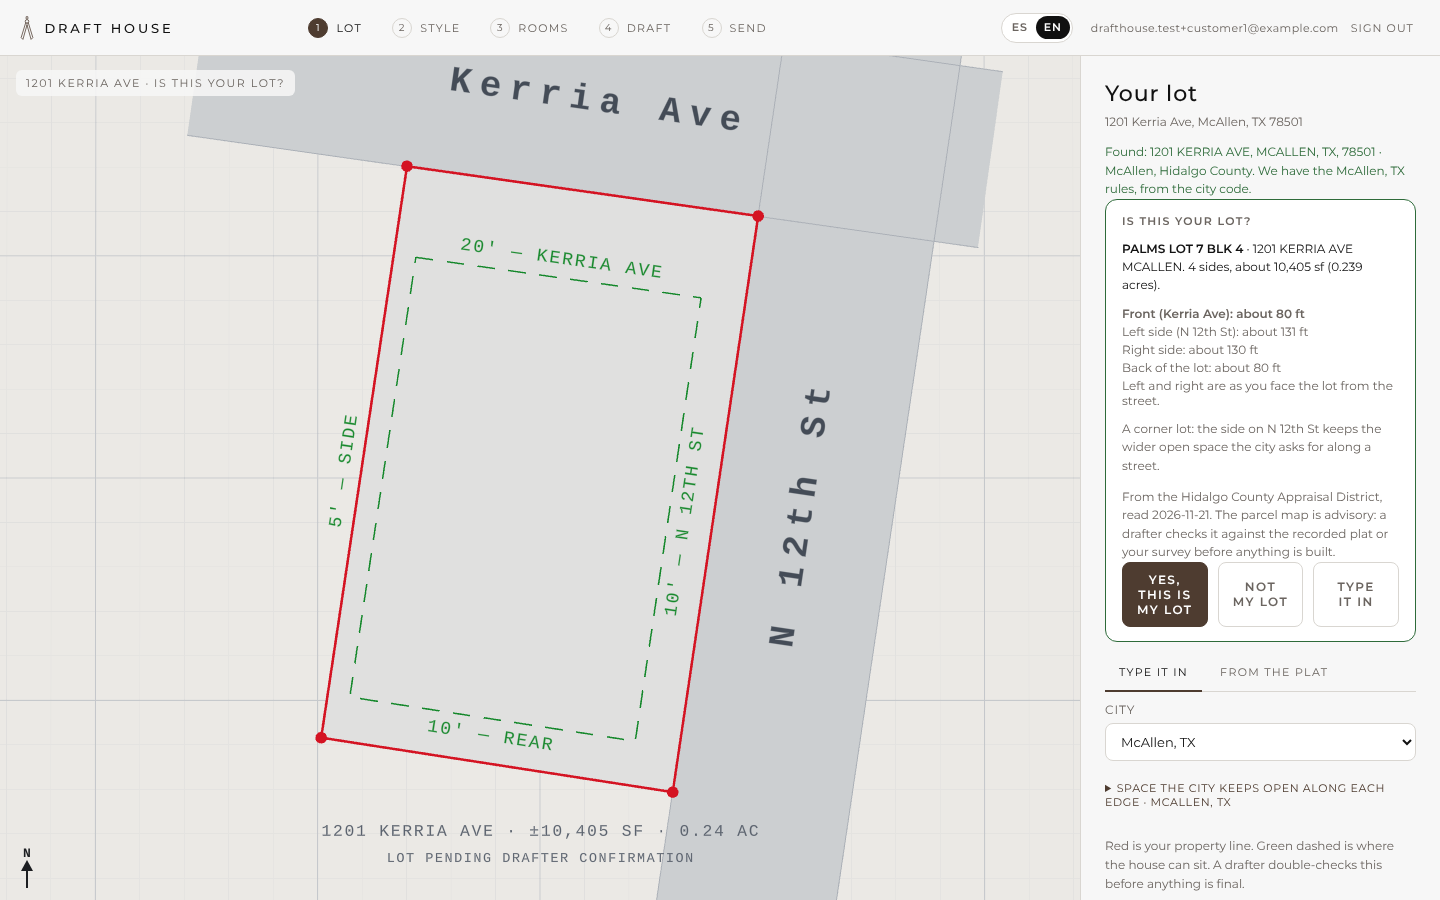 DRAFT HOUSE
1 LOT
2 STYLE
3 ROOMS
4 DRAFT
5 SEND
ES EN
drafthouse.test+customer1@example.com
SIGN OUT
1201 KERRIA AVE · IS THIS YOUR LOT?
Kerria Ave
20' — KERRIA AVE
5' — SIDE
10' — N 12TH ST
N 12th St
10' — REAR
1201 KERRIA AVE · ±10,405 SF · 0.24 AC
LOT PENDING DRAFTER CONFIRMATION
N
Your lot
1201 Kerria Ave, McAllen, TX 78501
Found: 1201 KERRIA AVE, MCALLEN, TX, 78501 ·
McAllen, Hidalgo County. We have the McAllen, TX
rules, from the city code.
IS THIS YOUR LOT?
PALMS LOT 7 BLK 4 · 1201 KERRIA AVE
MCALLEN. 4 sides, about 10,405 sf (0.239
acres).
Front (Kerria Ave): about 80 ft
Left side (N 12th St): about 131 ft
Right side: about 130 ft
Back of the lot: about 80 ft
Left and right are as you face the lot from the
street.
A corner lot: the side on N 12th St keeps the
wider open space the city asks for along a
street.
From the Hidalgo County Appraisal District,
read 2026-11-21. The parcel map is advisory: a
drafter checks it against the recorded plat or
your survey before anything is built.
YES,
THIS IS
MY LOT
NOT
MY LOT
TYPE
IT IN
TYPE IT IN
FROM THE PLAT
CITY
McAllen, TX
SPACE THE CITY KEEPS OPEN ALONG EACH
EDGE · MCALLEN, TX
Red is your property line. Green dashed is where
the house can sit. A drafter double-checks this
before anything is final.